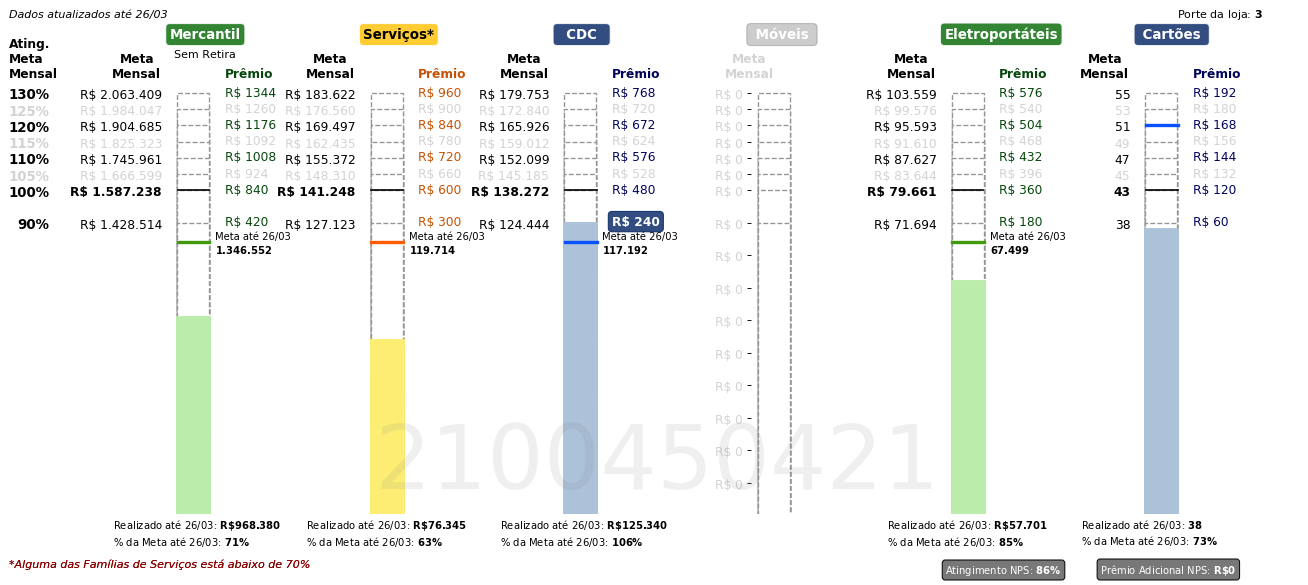 Dados atualizados até 26/03
Porte da loja: 3
Mercantil Serviços* CDC Móveis Eletroportáteis Cartões
Sem Retira
Ating. Meta Mensal
Meta Mensal Prêmio Meta Mensal Prêmio Meta Mensal Prêmio Meta Mensal Meta Mensal Prêmio Meta Mensal Prêmio
130% R$ 2.063.409 R$ 1344 R$ 183.622 R$ 960 R$ 179.753 R$ 768 R$ 0 R$ 103.559 R$ 576 55 R$ 192
125% R$ 1.984.047 R$ 1260 R$ 176.560 R$ 900 R$ 172.840 R$ 720 R$ 0 R$ 99.576 R$ 540 53 R$ 180
120% R$ 1.904.685 R$ 1176 R$ 169.497 R$ 840 R$ 165.926 R$ 672 R$ 0 R$ 95.593 R$ 504 51 R$ 168
115% R$ 1.825.323 R$ 1092 R$ 162.435 R$ 780 R$ 159.012 R$ 624 R$ 0 R$ 91.610 R$ 468 49 R$ 156
110% R$ 1.745.961 R$ 1008 R$ 155.372 R$ 720 R$ 152.099 R$ 576 R$ 0 R$ 87.627 R$ 432 47 R$ 144
105% R$ 1.666.599 R$ 924 R$ 148.310 R$ 660 R$ 145.185 R$ 528 R$ 0 R$ 83.644 R$ 396 45 R$ 132
100% R$ 1.587.238 R$ 840 R$ 141.248 R$ 600 R$ 138.272 R$ 480 R$ 0 R$ 79.661 R$ 360 43 R$ 120
90% R$ 1.428.514 R$ 420 R$ 127.123 R$ 300 R$ 124.444 R$ 240 R$ 0 R$ 71.694 R$ 180 38 R$ 60
Meta até 26/03 Meta até 26/03 Meta até 26/03 Meta até 26/03
1.346.552 119.714 117.192 67.499
R$ 0
R$ 0
R$ 0
R$ 0
R$ 0
R$ 0
R$ 0
R$ 0
2100450421
Realizado até 26/03: R$968.380 Realizado até 26/03: R$76.345 Realizado até 26/03: R$125.340 Realizado até 26/03: R$57.701 Realizado até 26/03: 38
% da Meta até 26/03: 71% % da Meta até 26/03: 63% % da Meta até 26/03: 106% % da Meta até 26/03: 85% % da Meta até 26/03: 73%
*Alguma das Famílias de Serviços está abaixo de 70%
Atingimento NPS: 86% Prêmio Adicional NPS: R$0